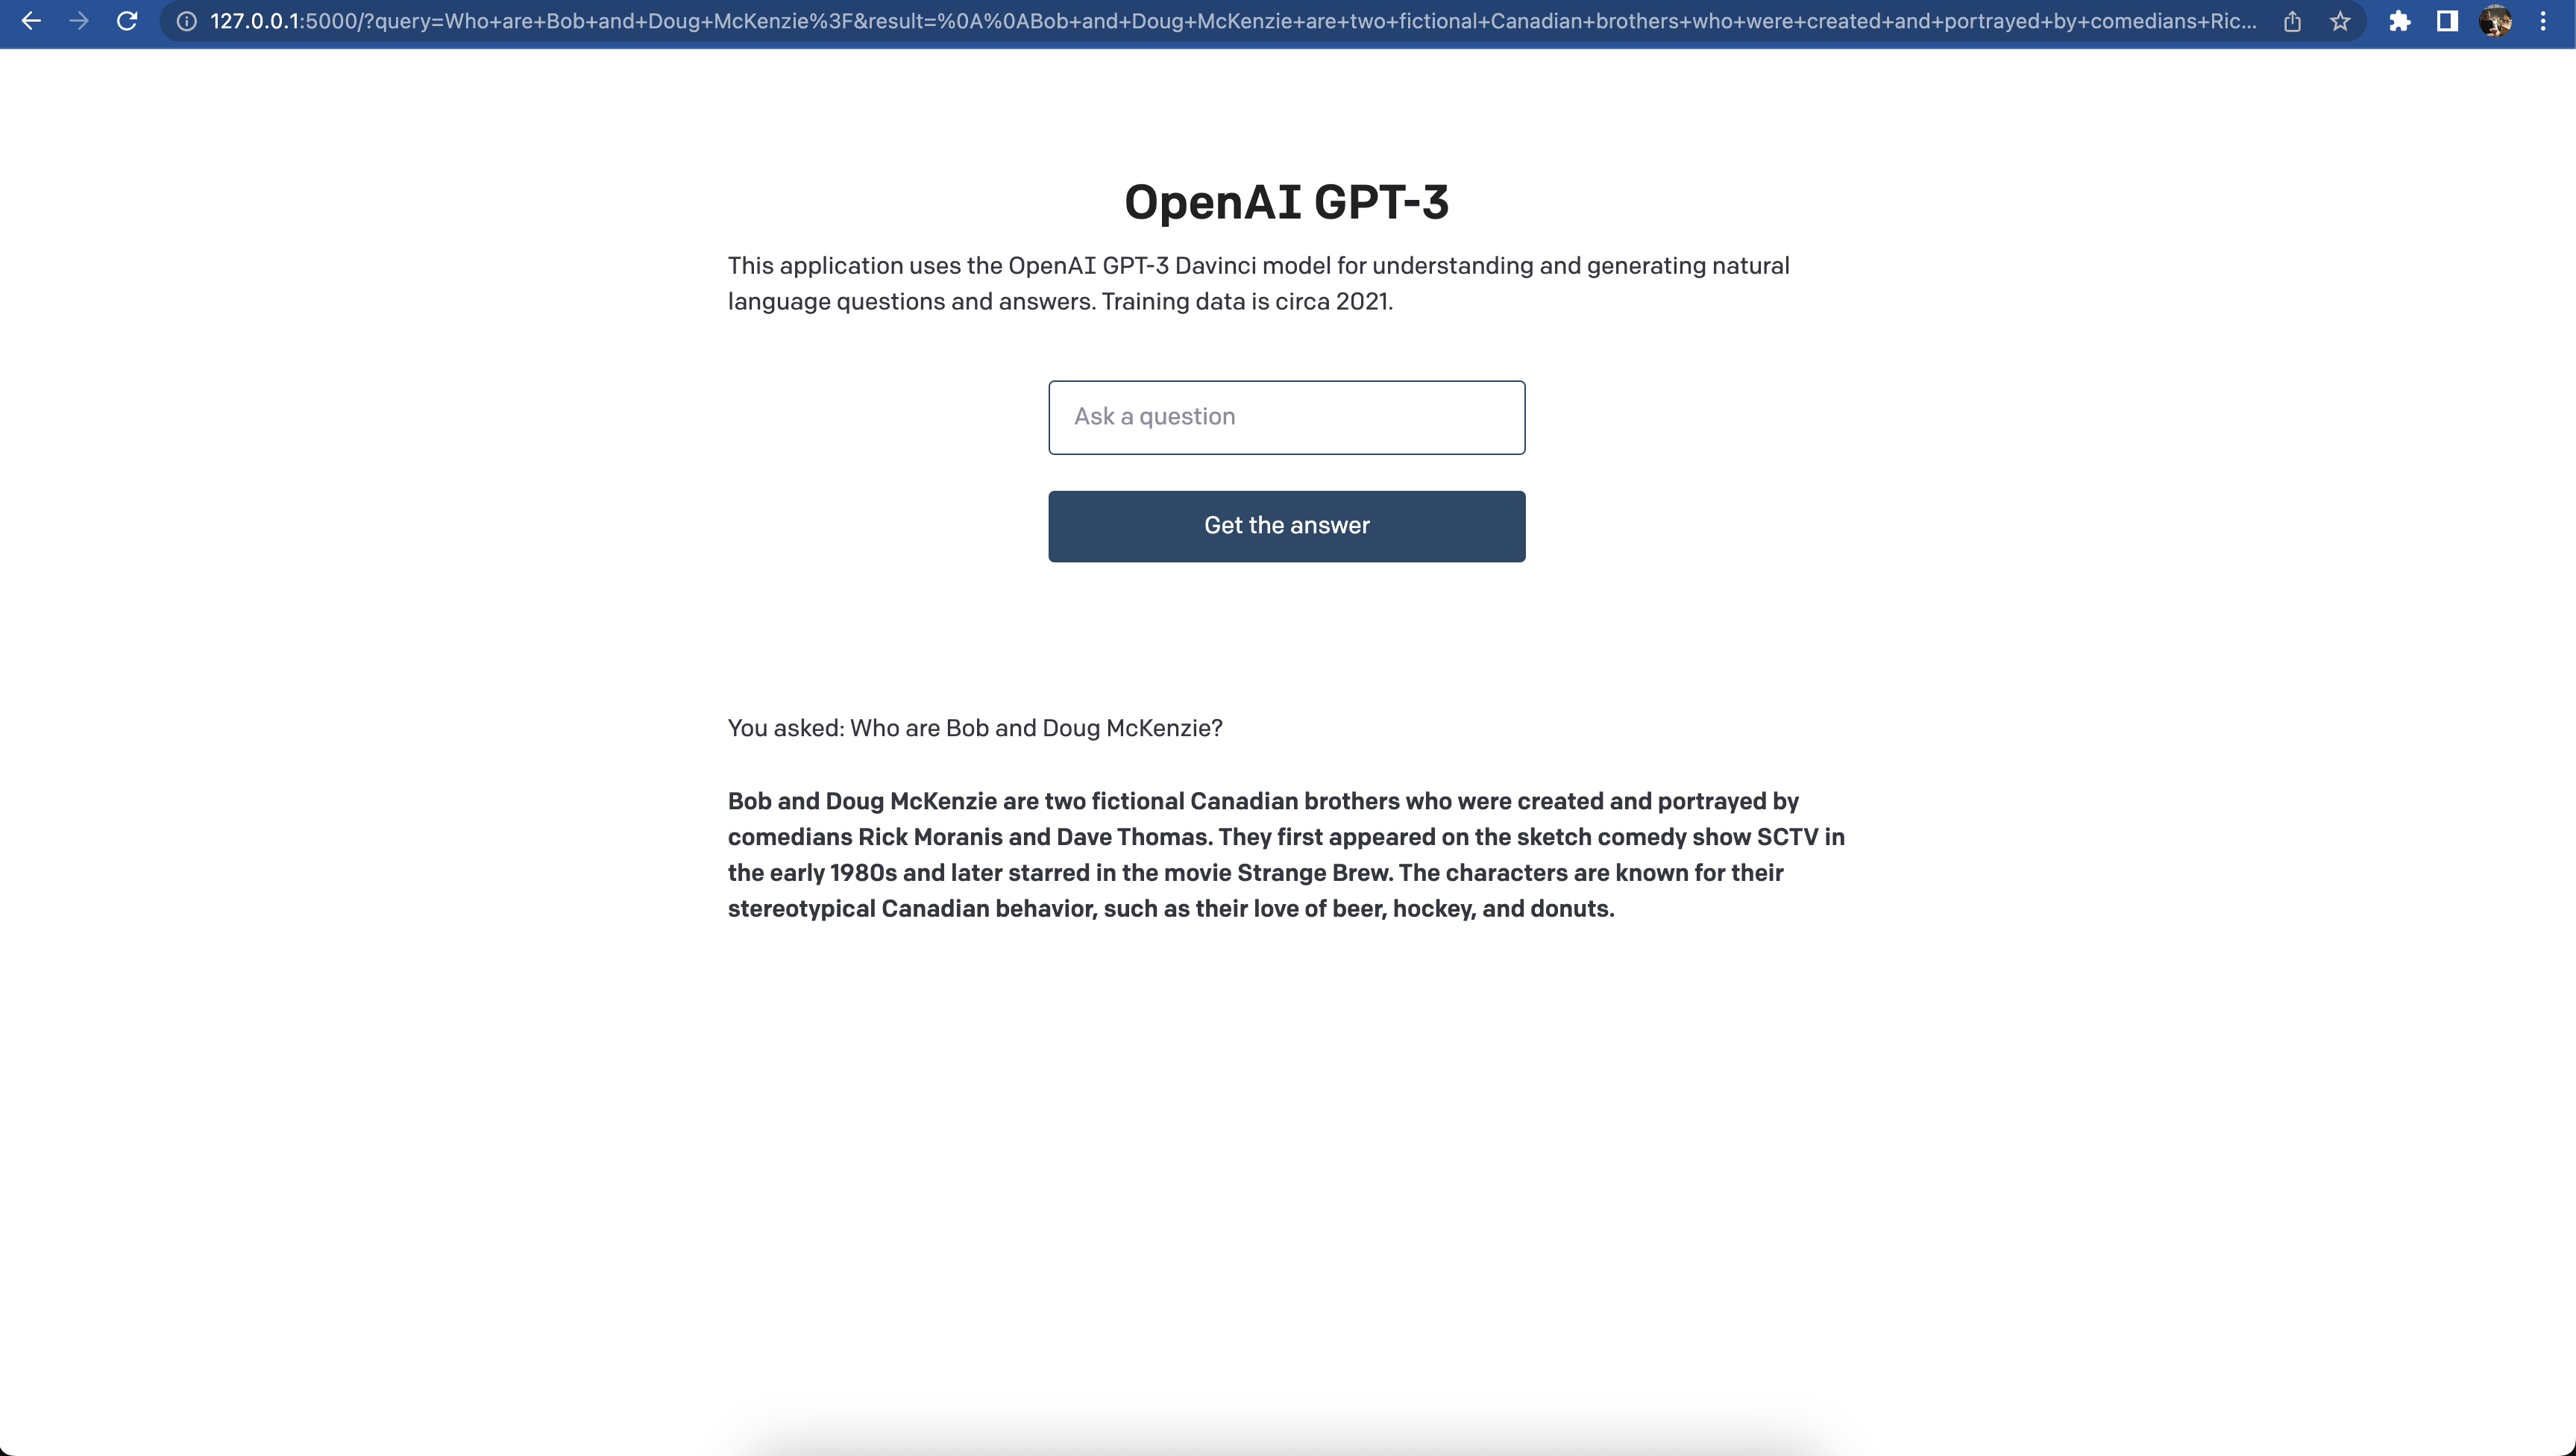 127.0.0.1:5000/?query=Who+are+Bob+and+Doug+McKenzie%3F&result=%0A%0ABob+and+Doug+McKenzie+are+two+fictional+Canadian+brothers+who+were+created+and+portrayed+by+comedians+Ric...
OpenAI GPT-3
This application uses the OpenAI GPT-3 Davinci model for understanding and generating natural
language questions and answers. Training data is circa 2021.
Ask a question
Get the answer
You asked: Who are Bob and Doug McKenzie?
Bob and Doug McKenzie are two fictional Canadian brothers who were created and portrayed by
comedians Rick Moranis and Dave Thomas. They first appeared on the sketch comedy show SCTV in
the early 1980s and later starred in the movie Strange Brew. The characters are known for their
stereotypical Canadian behavior, such as their love of beer, hockey, and donuts.